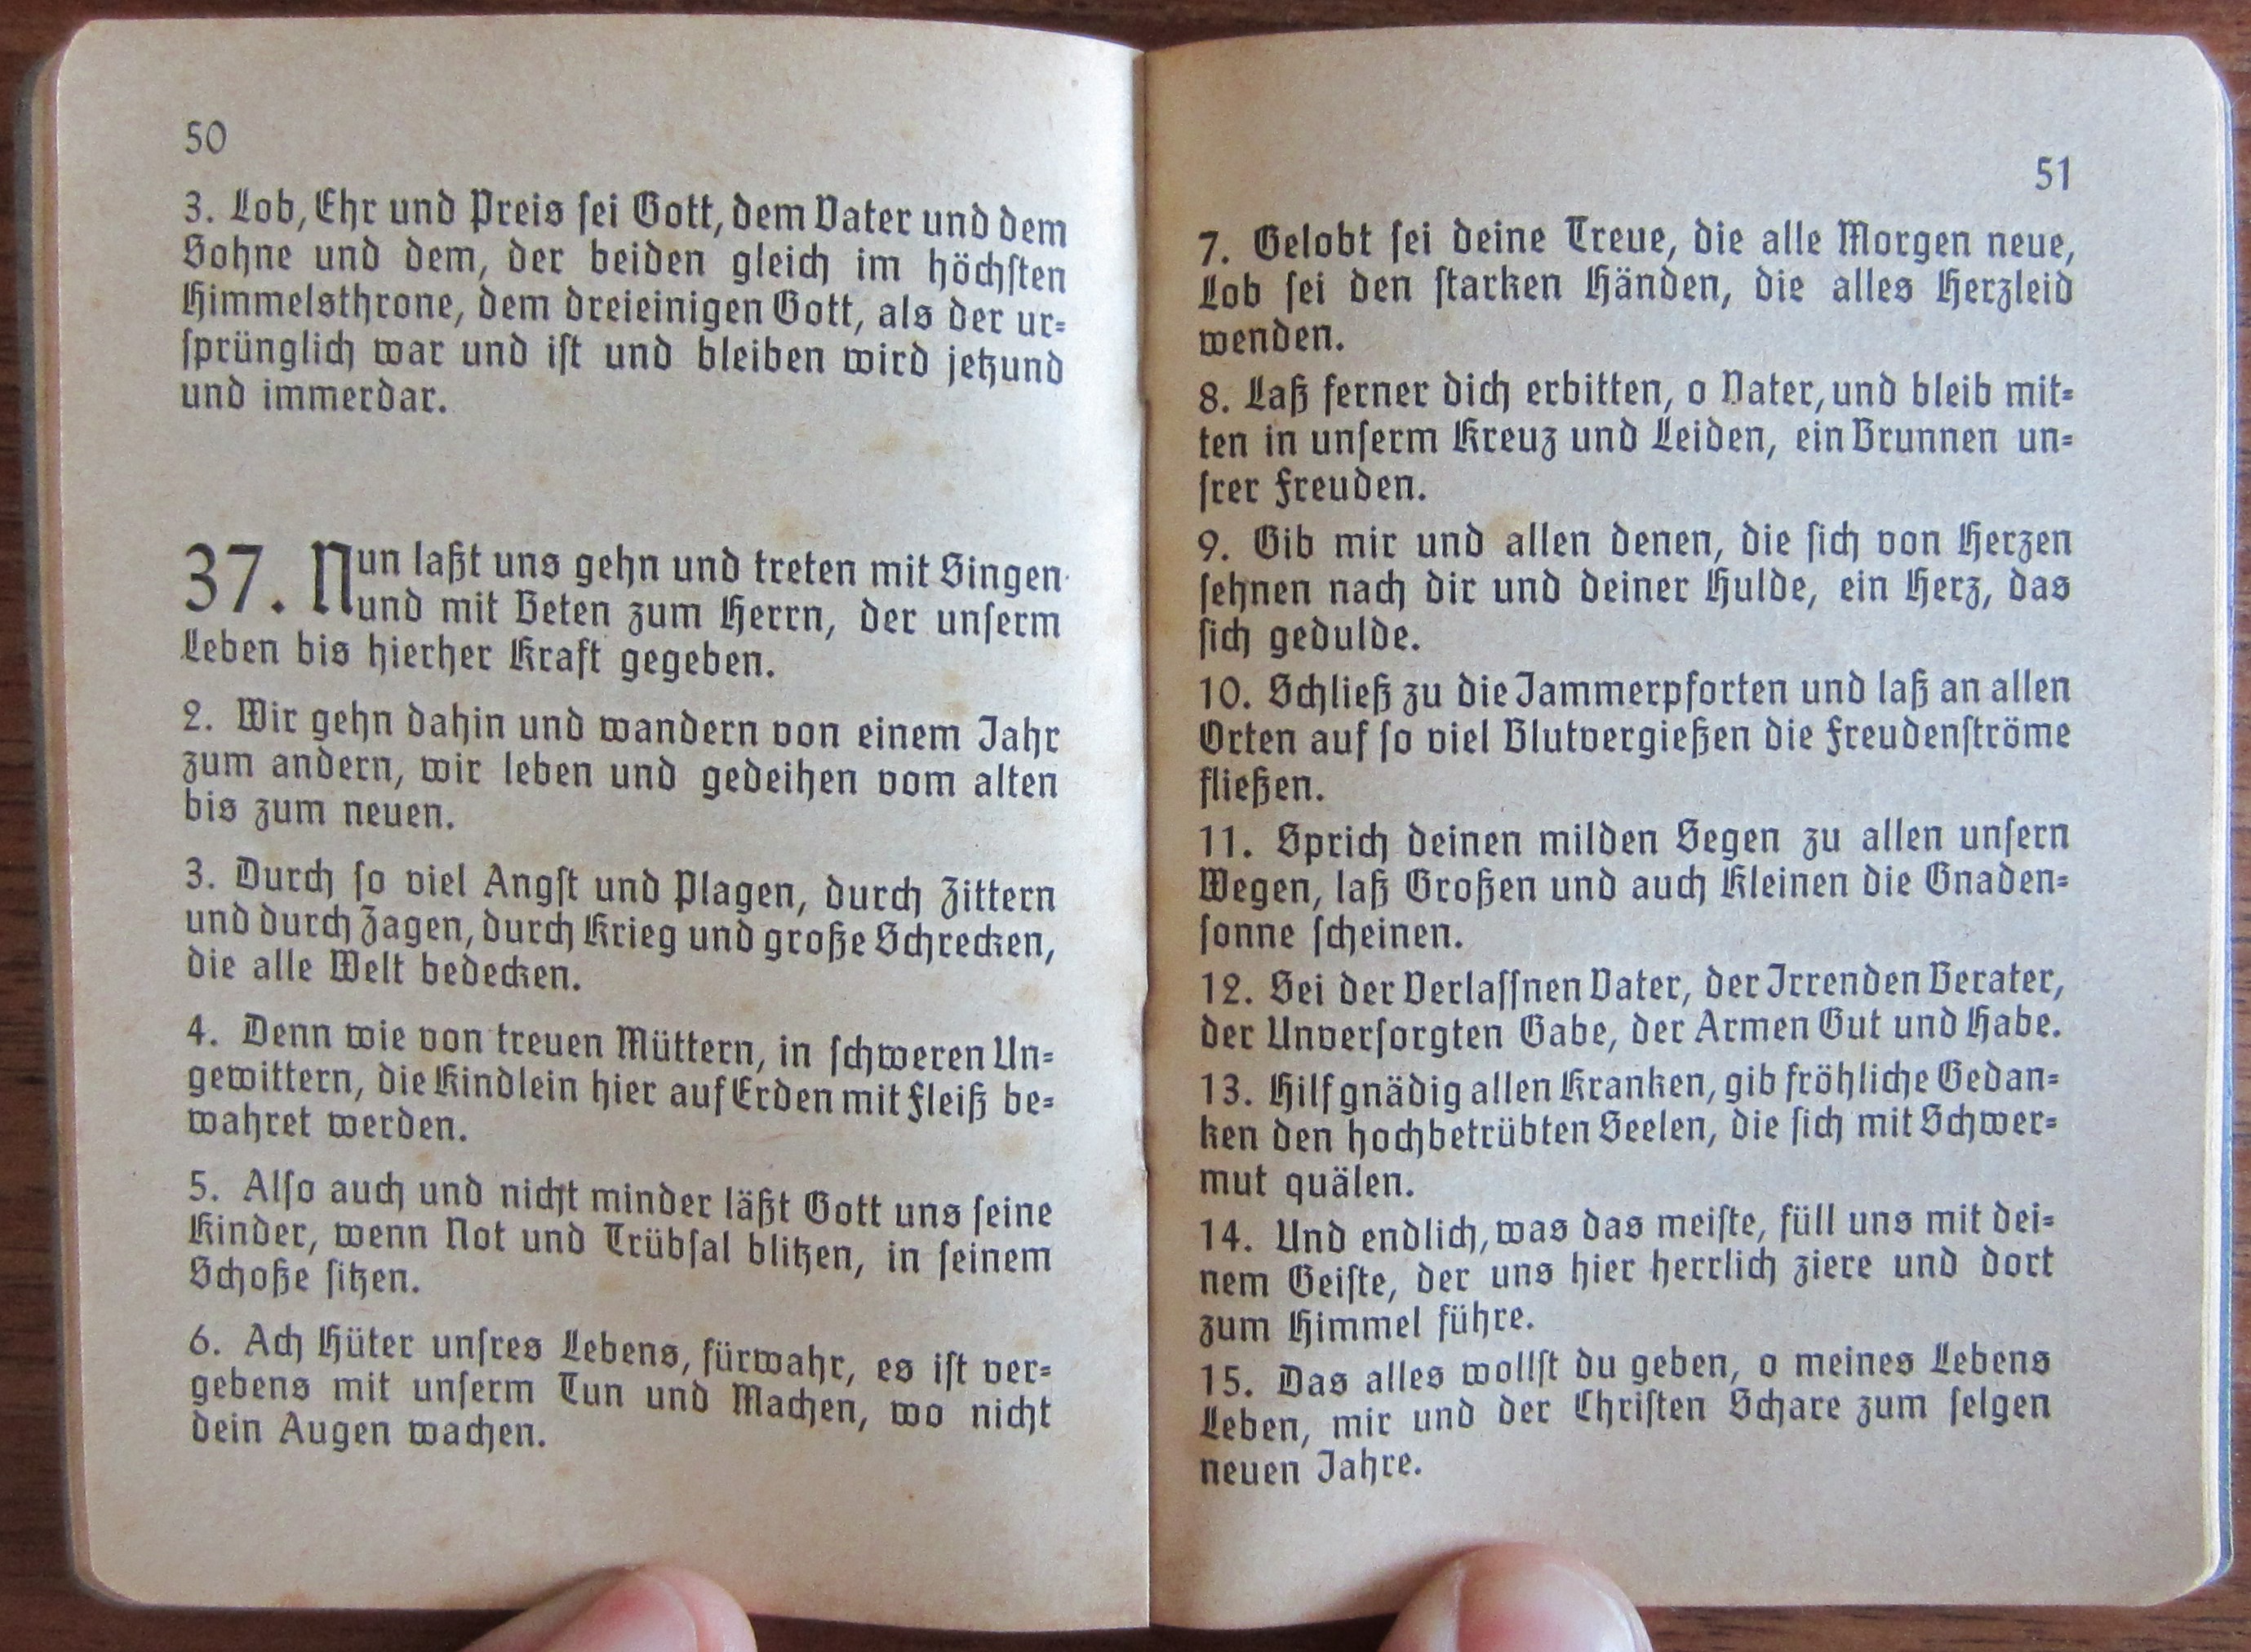 50
3. Lob, Ehr und Preis sei Gott, dem Vater und dem
Sohne und dem, der beiden gleich im höchsten
Himmelsthrone, dem dreieinigen Gott, als der ur-
sprünglich war und ist und bleiben wird jetzund
und immerdar.
37. Nun laßt uns gehn und treten mit Singen
und mit Beten zum Herrn, der unserm
Leben bis hierher Kraft gegeben.
2. Wir gehn dahin und wandern von einem Jahr
zum andern, wir leben und gedeihen vom alten
bis zum neuen.
3. Durch so viel Angst und Plagen, durch Zittern
und durch Zagen, durch Krieg und große Schrecken,
die alle Welt bedecken.
4. Denn wie von treuen Müttern, in schweren Un-
gewittern, die Kindlein hier auf Erden mit Fleiß be-
wahret werden.
5. Also auch und nicht minder läßt Gott uns seine
Kinder, wenn Not und Trübsal blitzen, in seinem
Schoße sitzen.
6. Ach Hüter unsres Lebens, fürwahr, es ist ver-
gebens mit unserm Tun und Machen, wo nicht
dein Augen wachen.
51
7. Gelobt sei deine Treue, die alle Morgen neue,
Lob sei den starken Händen, die alles Herzleid
wenden.
8. Laß ferner dich erbitten, o Vater, und bleib mit-
ten in unserm Kreuz und Leiden, ein Brunnen un-
srer Freuden.
9. Gib mir und allen denen, die sich von Herzen
sehnen nach dir und deiner Hulde, ein Herz, das
sich gedulde.
10. Schließ zu die Jammerpforten und laß an allen
Orten auf so viel Blutvergießen die Freudenströme
fließen.
11. Sprich deinen milden Segen zu allen unsern
Wegen, laß Großen und auch Kleinen die Gnaden-
sonne scheinen.
12. Sei der Verlassnen Vater, der Irrenden Berater,
der Unversorgten Gabe, der Armen Gut und Habe.
13. Hilf gnädig allen Kranken, gib fröhliche Gedan-
ken den hochbetrübten Seelen, die sich mit Schwer-
mut quälen.
14. Und endlich, was das meiste, füll uns mit dei-
nem Geiste, der uns hier herrlich ziere und dort
zum Himmel führe.
15. Das alles wollst du geben, o meines Lebens
Leben, mir und der Christen Schare zum selgen
neuen Jahre.